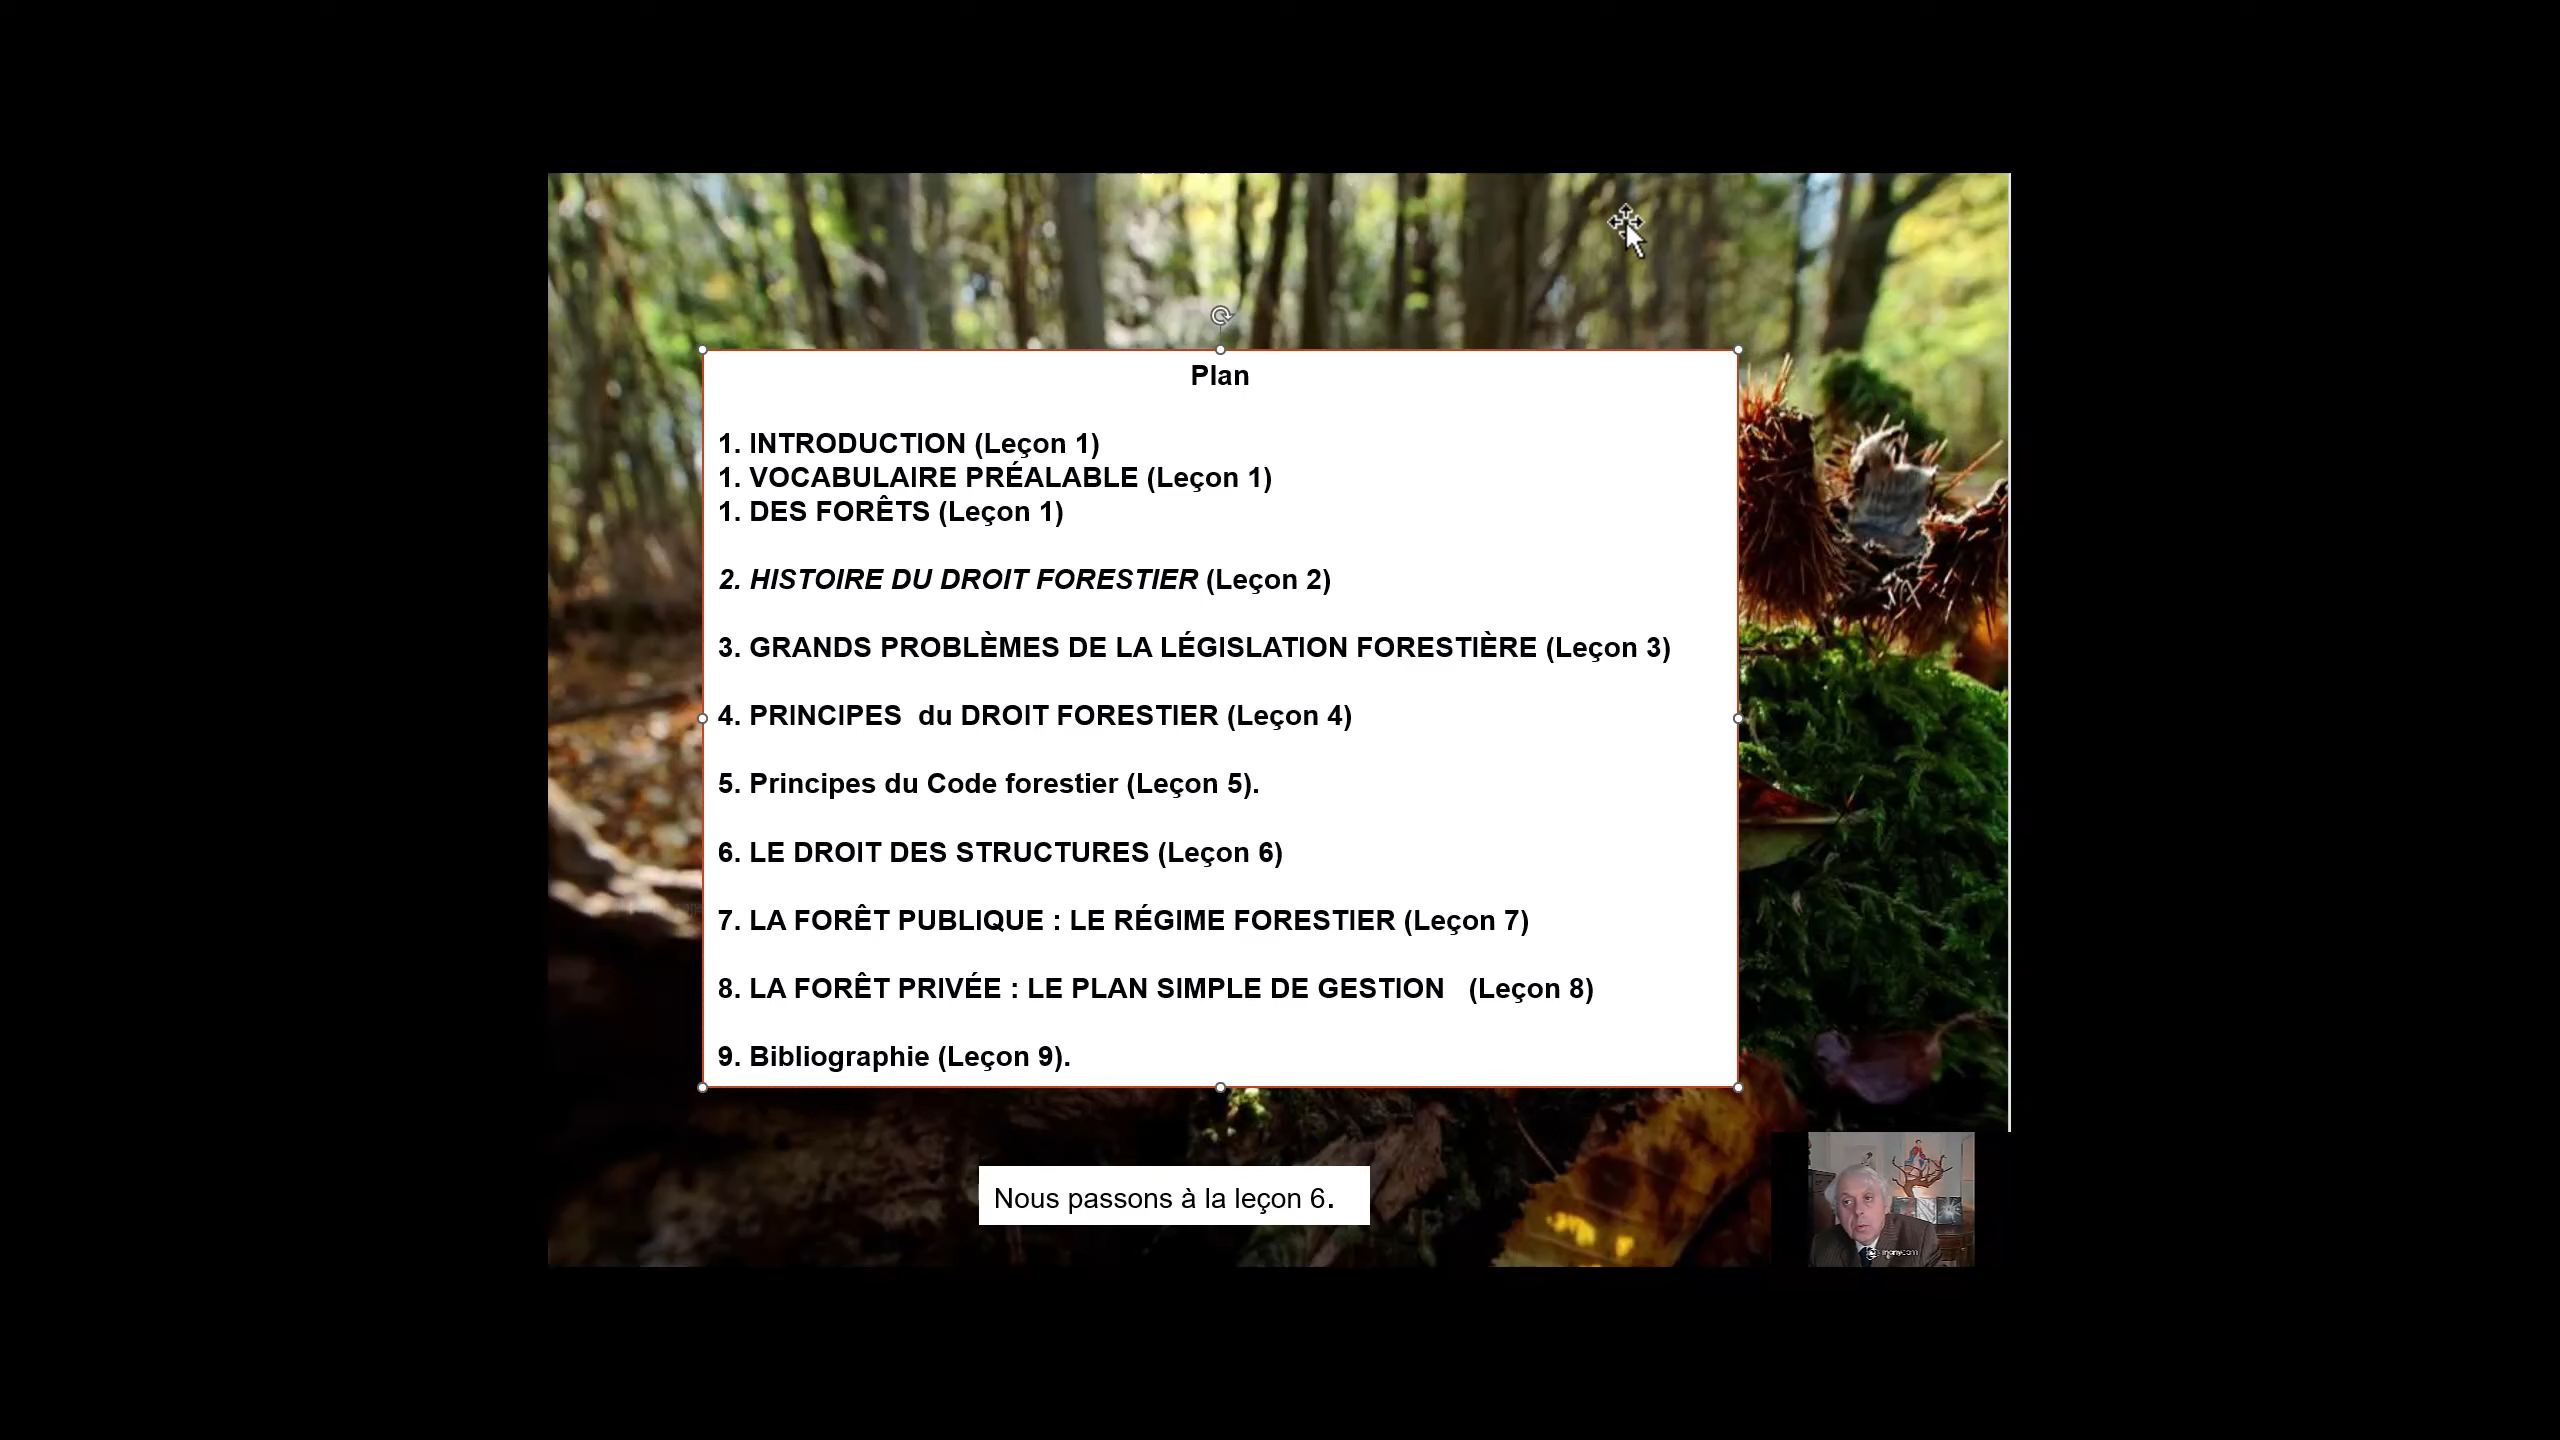 Plan
1. INTRODUCTION (Leçon 1)
1. VOCABULAIRE PRÉALABLE (Leçon 1)
1. DES FORÊTS (Leçon 1)
2. HISTOIRE DU DROIT FORESTIER (Leçon 2)
3. GRANDS PROBLÈMES DE LA LÉGISLATION FORESTIÈRE (Leçon 3)
4. PRINCIPES  du DROIT FORESTIER (Leçon 4)
5. Principes du Code forestier (Leçon 5).
6. LE DROIT DES STRUCTURES (Leçon 6)
7. LA FORÊT PUBLIQUE : LE RÉGIME FORESTIER (Leçon 7)
8. LA FORÊT PRIVÉE : LE PLAN SIMPLE DE GESTION   (Leçon 8)
9. Bibliographie (Leçon 9).
Nous passons à la leçon 6.